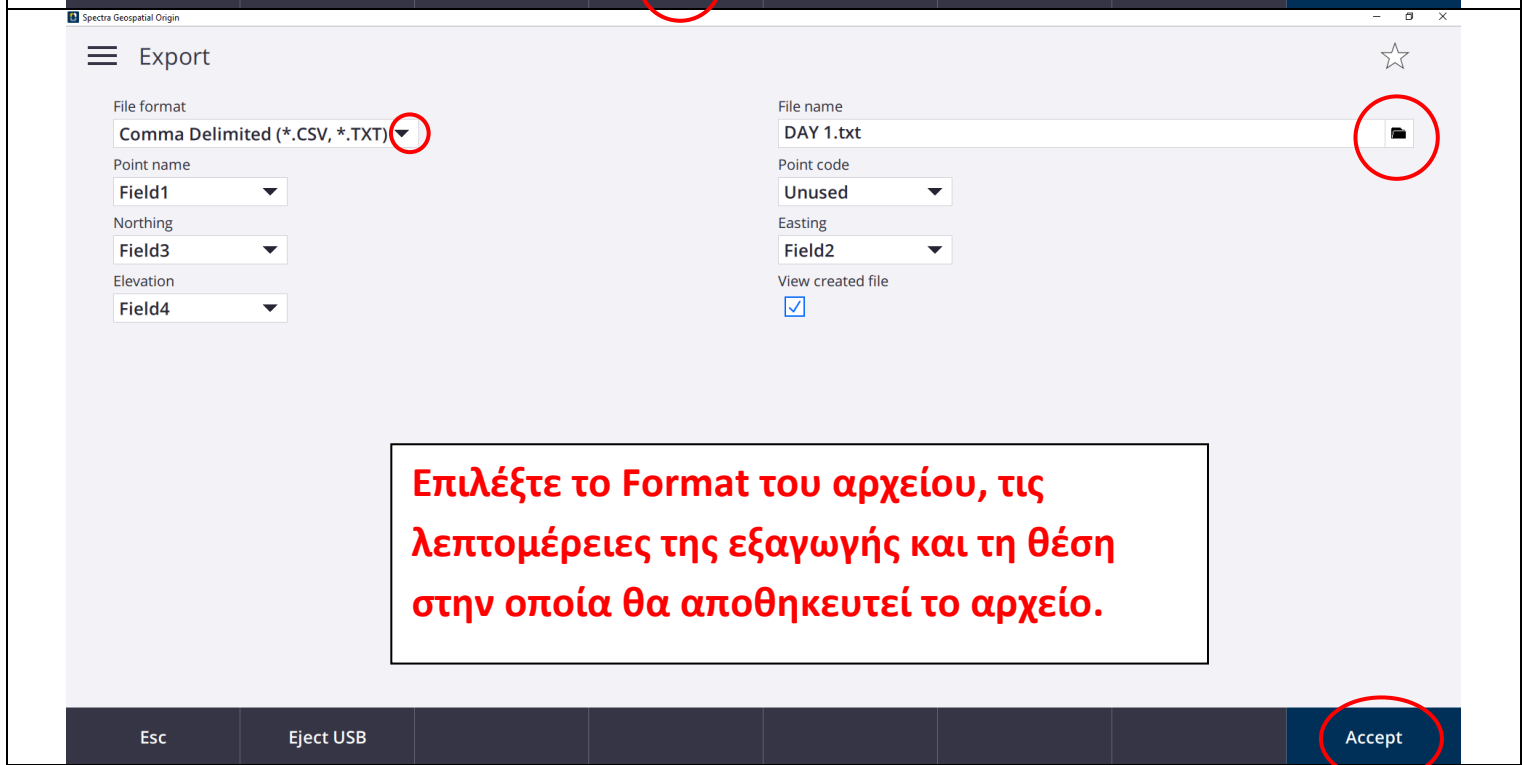 Spectra Geospatial Origin
Export
File format
File name
Comma Delimited (*.CSV, *.TXT)
DAY 1.txt
Point name
Point code
Field1
Unused
Northing
Easting
Field3
Field2
Elevation
View created file
Field4
Επιλέξτε το Format του αρχείου, τις
λεπτομέρειες της εξαγωγής και τη θέση
στην οποία θα αποθηκευτεί το αρχείο.
Esc
Eject USB
Accept